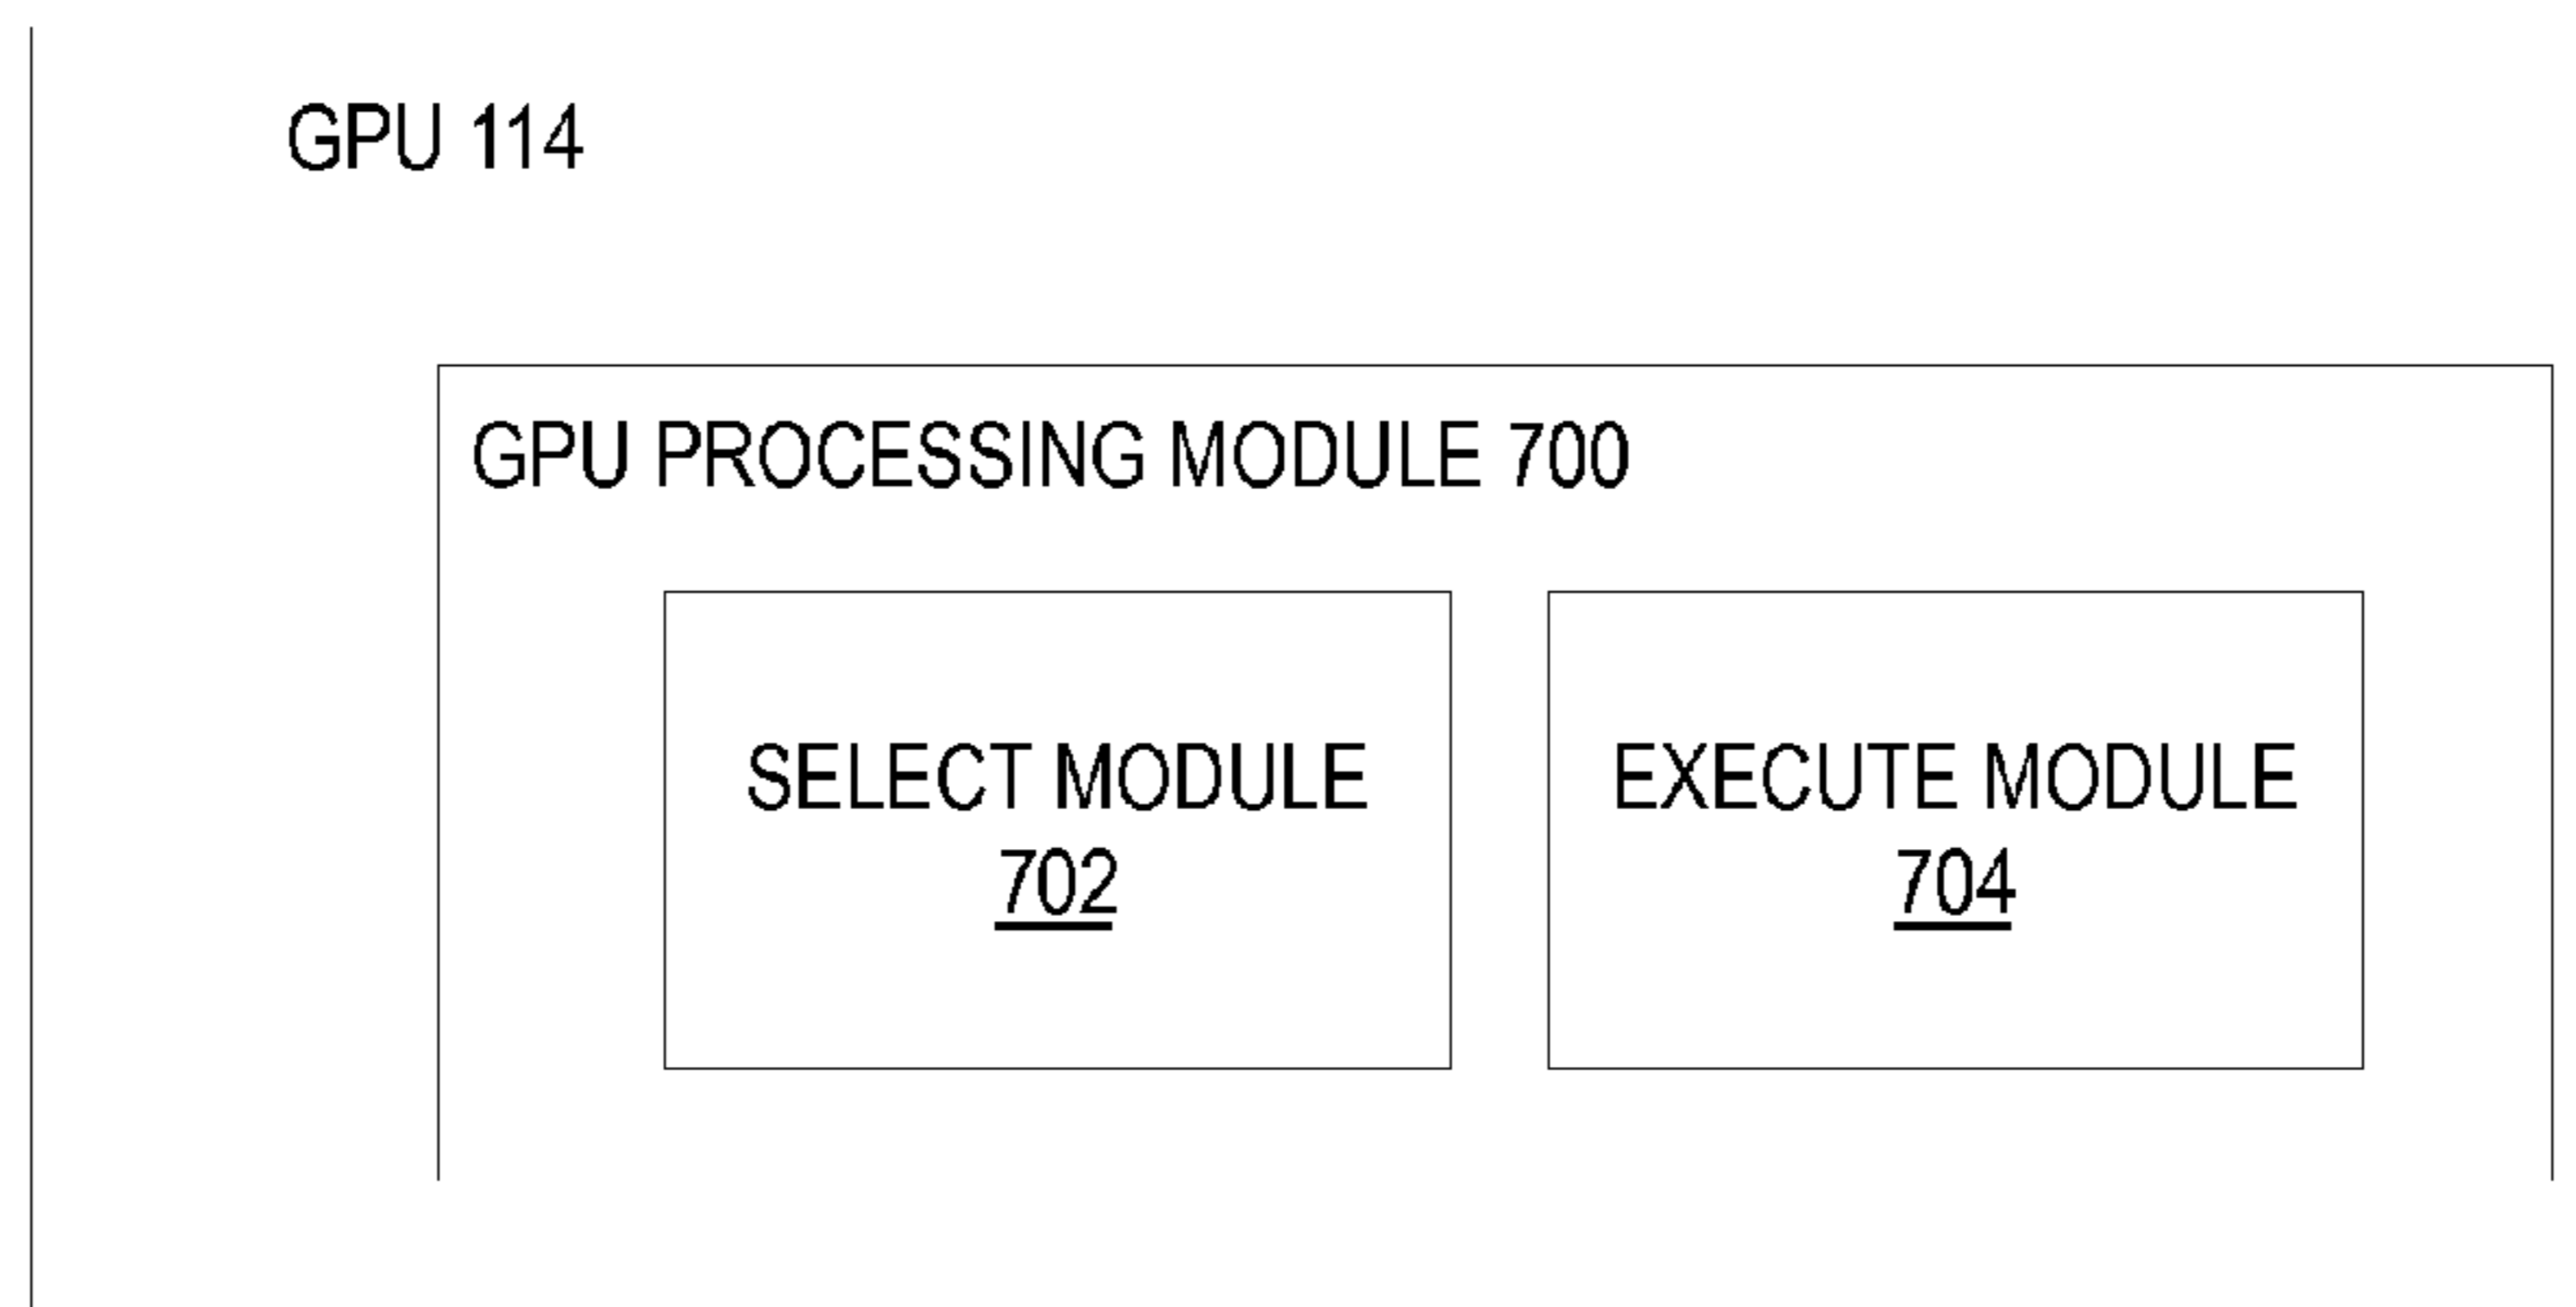 GPU 114
GPU PROCESSING MODULE 700
SELECT MODULE
702
EXECUTE MODULE
704